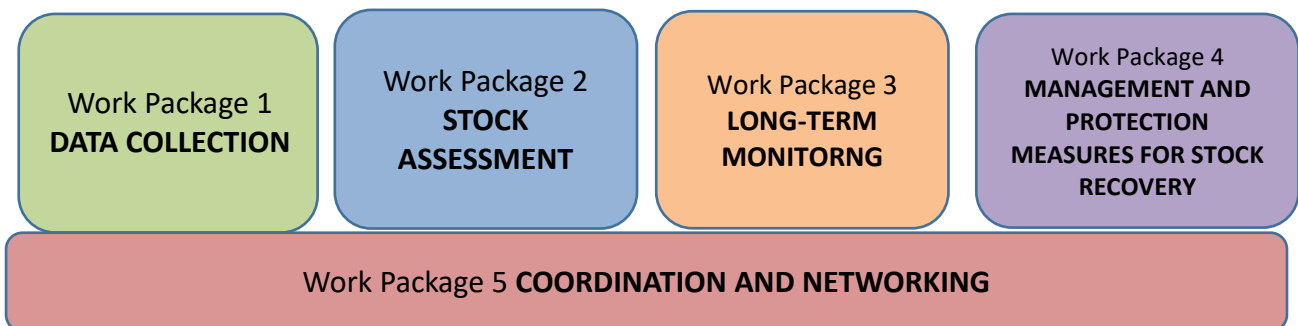 Work Package 1
DATA COLLECTION
Work Package 2
STOCK
ASSESSMENT
Work Package 3
LONG-TERM
MONITORNG
Work Package 4
MANAGEMENT AND
PROTECTION
MEASURES FOR STOCK
RECOVERY
Work Package 5 COORDINATION AND NETWORKING